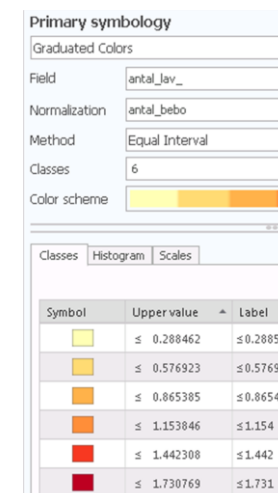 Primary symbology
Graduated Colors
Field antal_lav_
Normalization antal_bebo
Method Equal Interval
Classes 6
Color scheme
Classes Histogram Scales
Symbol Upper value Label
≤ 0.288462 ≤0.2885
≤ 0.576923 ≤0.5769
≤ 0.865385 ≤0.8654
≤ 1.153846 ≤1.154
≤ 1.442308 ≤1.442
≤ 1.730769 ≤1.731